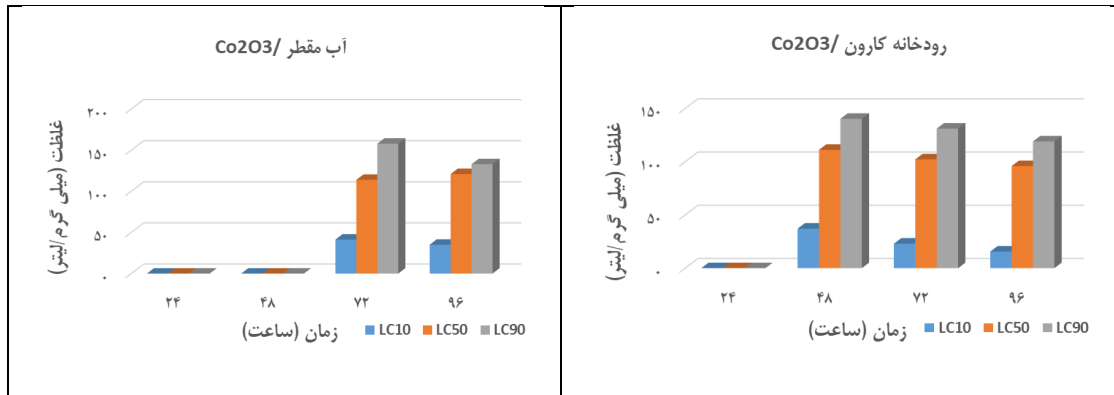 آب مقطر /Co2O3
غلظت (میلی گرم/لیتر)
۲۰۰
۱۵۰
۱۰۰
۵۰
۰
۲۴ ۴۸ ۷۲ ۹۶
زمان (ساعت)
LC10 LC50 LC90
رودخانه کارون /Co2O3
غلظت (میلی گرم/لیتر)
۱۵۰
۱۰۰
۵۰
۰
۲۴ ۴۸ ۷۲ ۹۶
زمان (ساعت)
LC10 LC50 LC90